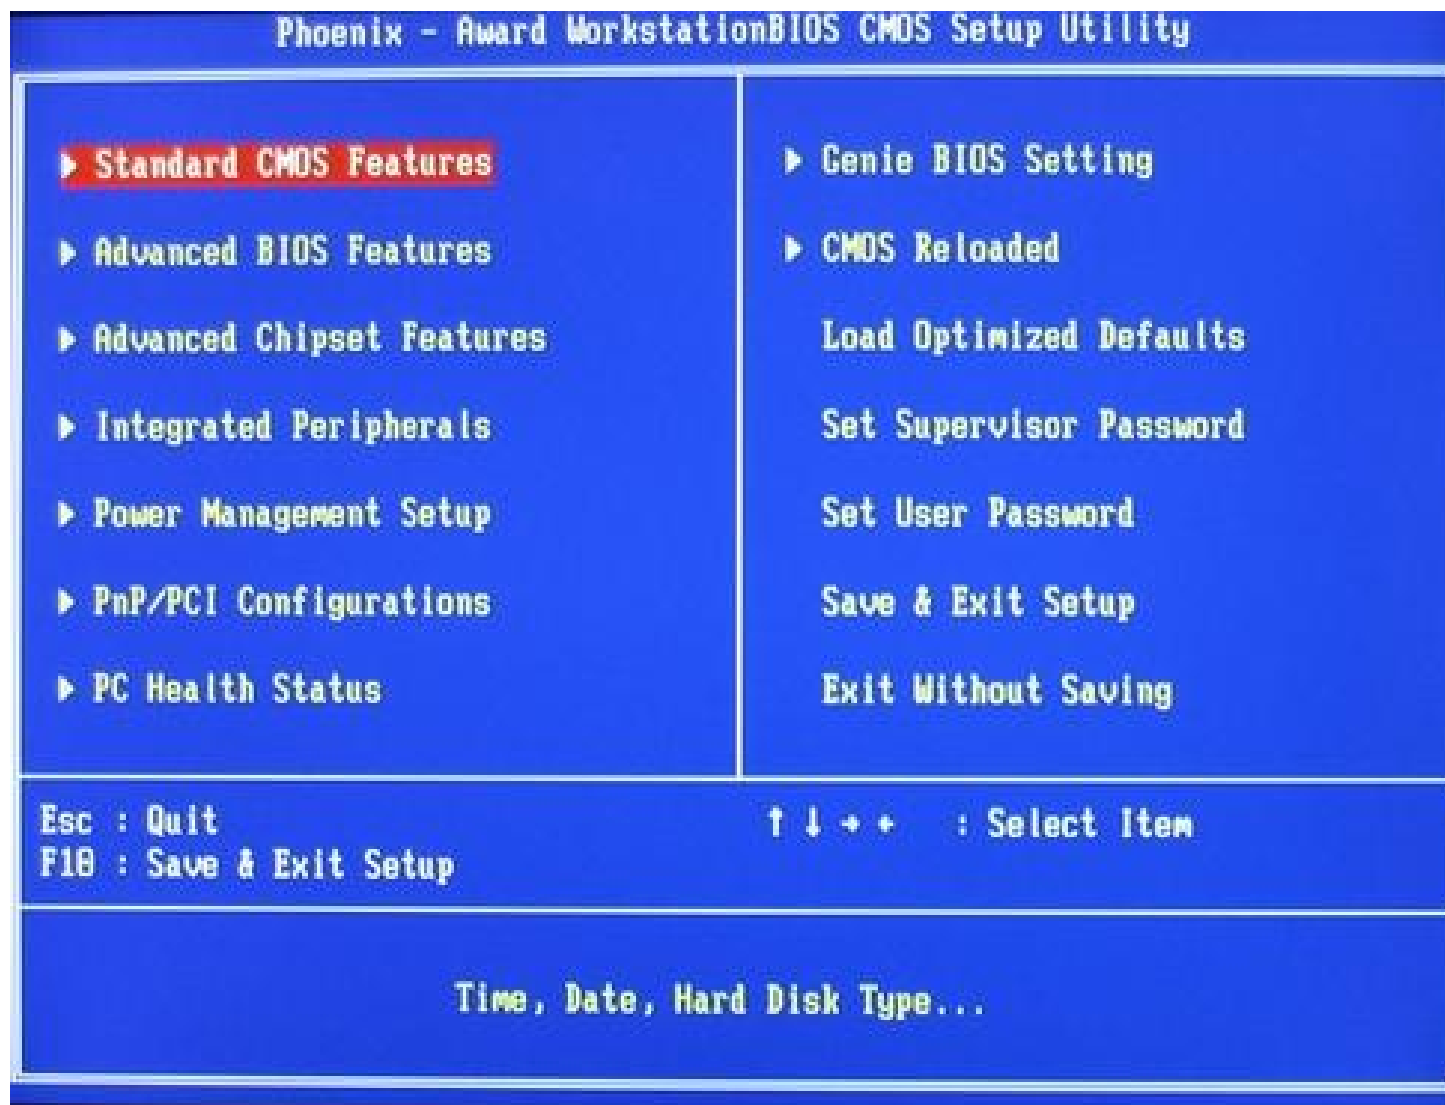 Phoenix - Award WorkstationBIOS CMOS Setup Utility
▶ Standard CMOS Features
▶ Advanced BIOS Features
▶ Advanced Chipset Features
▶ Integrated Peripherals
▶ Power Management Setup
▶ PnP/PCI Configurations
▶ PC Health Status
▶ Genie BIOS Setting
▶ CMOS Reloaded
Load Optimized Defaults
Set Supervisor Password
Set User Password
Save & Exit Setup
Exit Without Saving
Esc : Quit
F10 : Save & Exit Setup
↑ ↓ → ← : Select Item
Time, Date, Hard Disk Type...